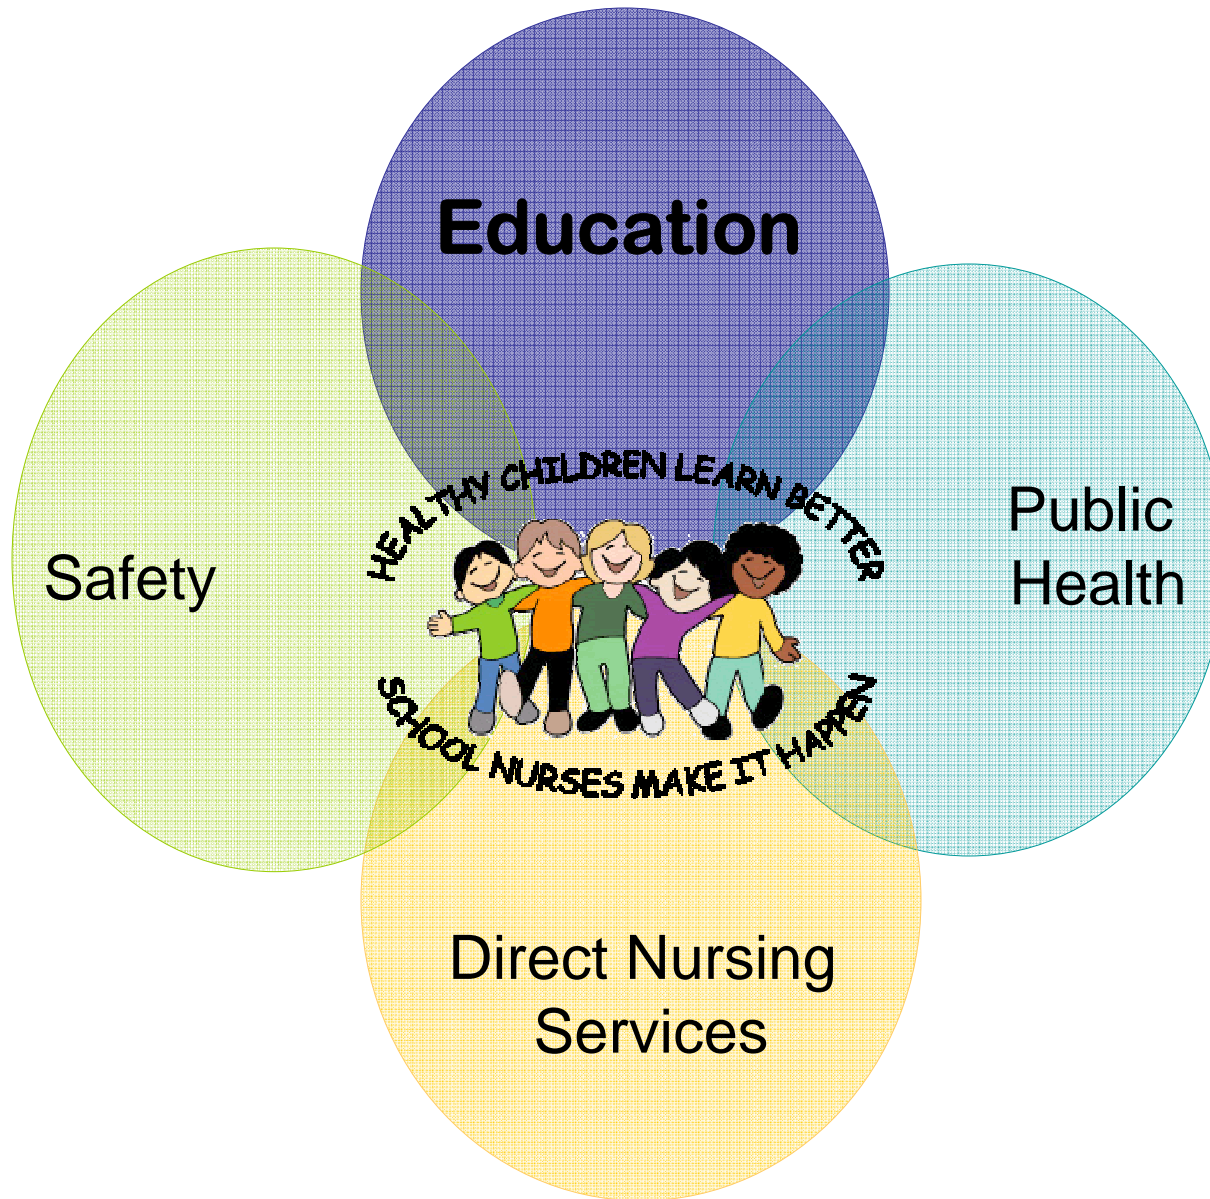 Education
HEALTHY CHILDREN LEARN BETTER
Safety
Public
Health
SCHOOL NURSES MAKE IT HAPPEN
Direct Nursing
Services